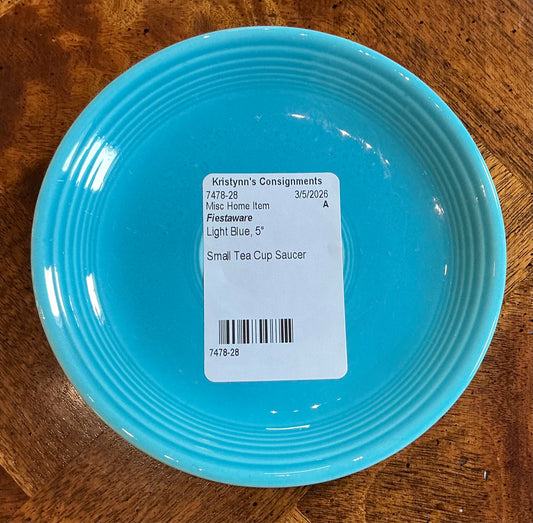 Kristynn's Consignments
7478-28 3/5/2026
Misc Home Item A
Fiestaware
Light Blue, 5"
Small Tea Cup Saucer
7478-28